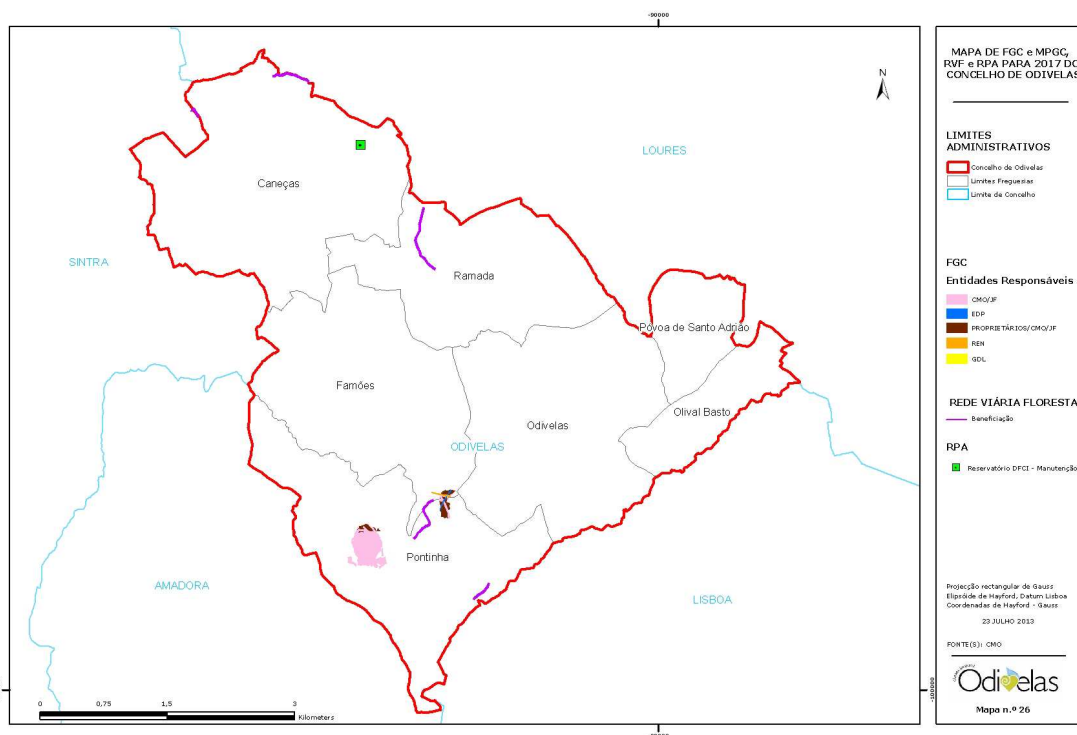 -90000
N
LOURES
Caneças
SINTRA
Ramada
Póvoa de Santo Adrião
Famões
Olival Basto
Odivelas
ODIVELAS
Pontinha
AMADORA
LISBOA
-100000
0 0,75 1,5 3
Kilometers
MAPA DE FGC e MPGC,
RVF e RPA PARA 2017 DO
CONCELHO DE ODIVELAS
LIMITES
ADMINISTRATIVOS
Concelho de Odivelas
Limites Freguesias
Limite de Concelho
FGC
Entidades Responsáveis
CMO/JF
EDP
PROPRIETÁRIOS/CMO/JF
REN
GDL
REDE VIÁRIA FLORESTA
Beneficiação
RPA
Reservatório DFCI - Manutenção
Projecção rectangular de Gauss
Elipsóide de Hayford, Datum Lisboa
Coordenadas de Hayford - Gauss
23 JULHO 2013
FONTE(S): CMO
Odivelas
Mapa n.º 26